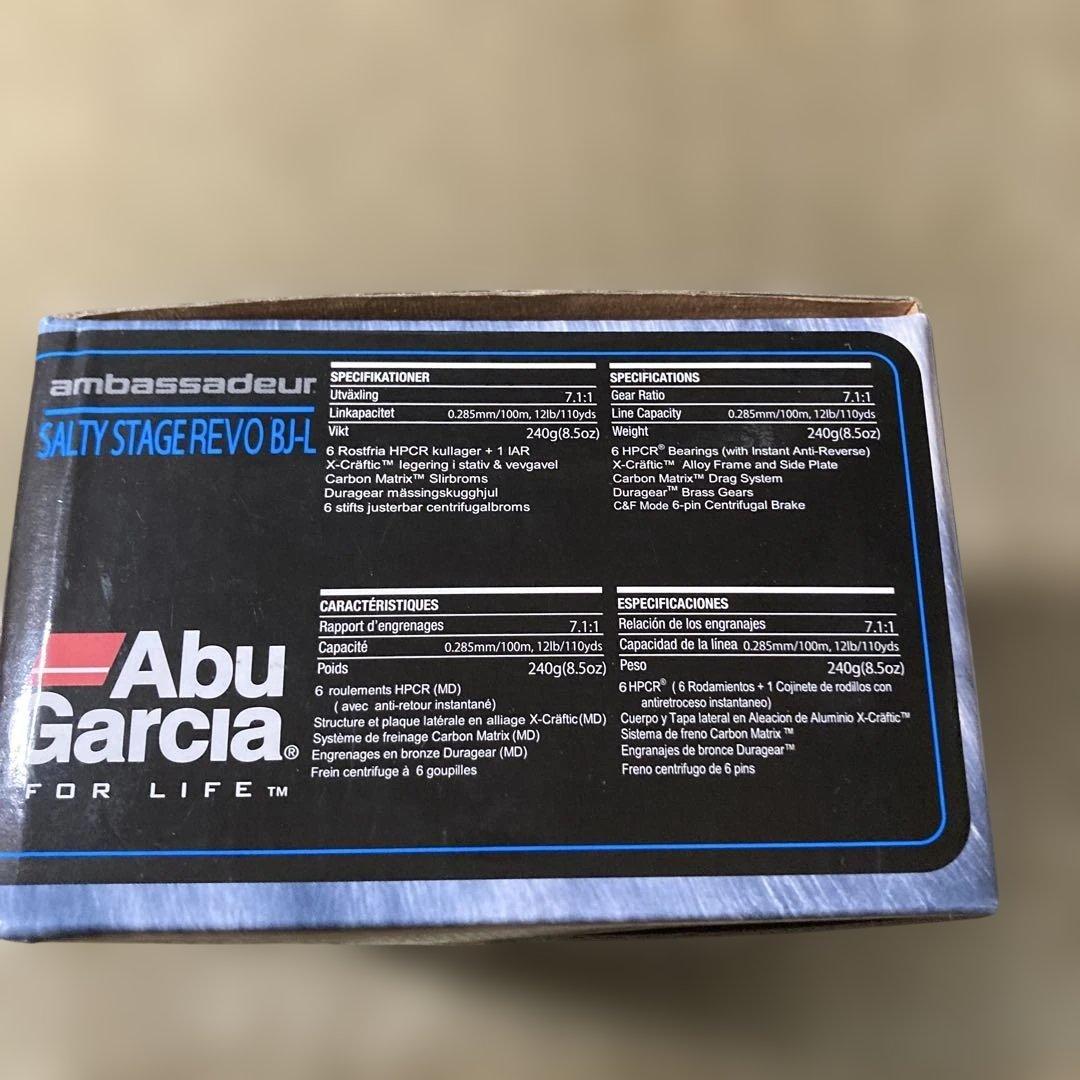 ambassadeur
SALTY STAGE REVO BJ-L
SPECIFIKATIONER
Utväxling 7.1:1
Linkapacitet 0.285mm/100m, 12lb/110yds
Vikt 240g(8.5oz)
6 Rostfria HPCR kullager + 1 IAR
X-Cräftic™ legering i stativ & vevgavel
Carbon Matrix™ Slirbroms
Duragear mässingskugghjul
6 stifts justerbar centrifugalbroms
SPECIFICATIONS
Gear Ratio 7.1:1
Line Capacity 0.285mm/100m, 12lb/110yds
Weight 240g(8.5oz)
6 HPCR® Bearings (with Instant Anti-Reverse)
X-Cräftic™ Alloy Frame and Side Plate
Carbon Matrix™ Drag System
Duragear™ Brass Gears
C&F Mode 6-pin Centrifugal Brake
Abu
Garcia®
FOR LIFE™
CARACTÉRISTIQUES
Rapport d'engrenages 7.1:1
Capacité 0.285mm/100m, 12lb/110yds
Poids 240g(8.5oz)
6 roulements HPCR (MD)
( avec anti-retour instantané)
Structure et plaque latérale en alliage X-Cräftic(MD)
Système de freinage Carbon Matrix (MD)
Engrenages en bronze Duragear (MD)
Frein centrifuge à 6 goupilles
ESPECIFICACIONES
Relación de los engranajes 7.1:1
Capacidad de la línea 0.285mm/100m, 12lb/110yds
Peso 240g(8.5oz)
6 HPCR® ( 6 Rodamientos + 1 Cojinete de rodillos con
antiretroceso instantaneo)
Cuerpo y Tapa lateral en Aleacion de Aluminio X-Cräftic™
Sistema de freno Carbon Matrix ™
Engranajes de bronce Duragear™
Freno centrifugo de 6 pins